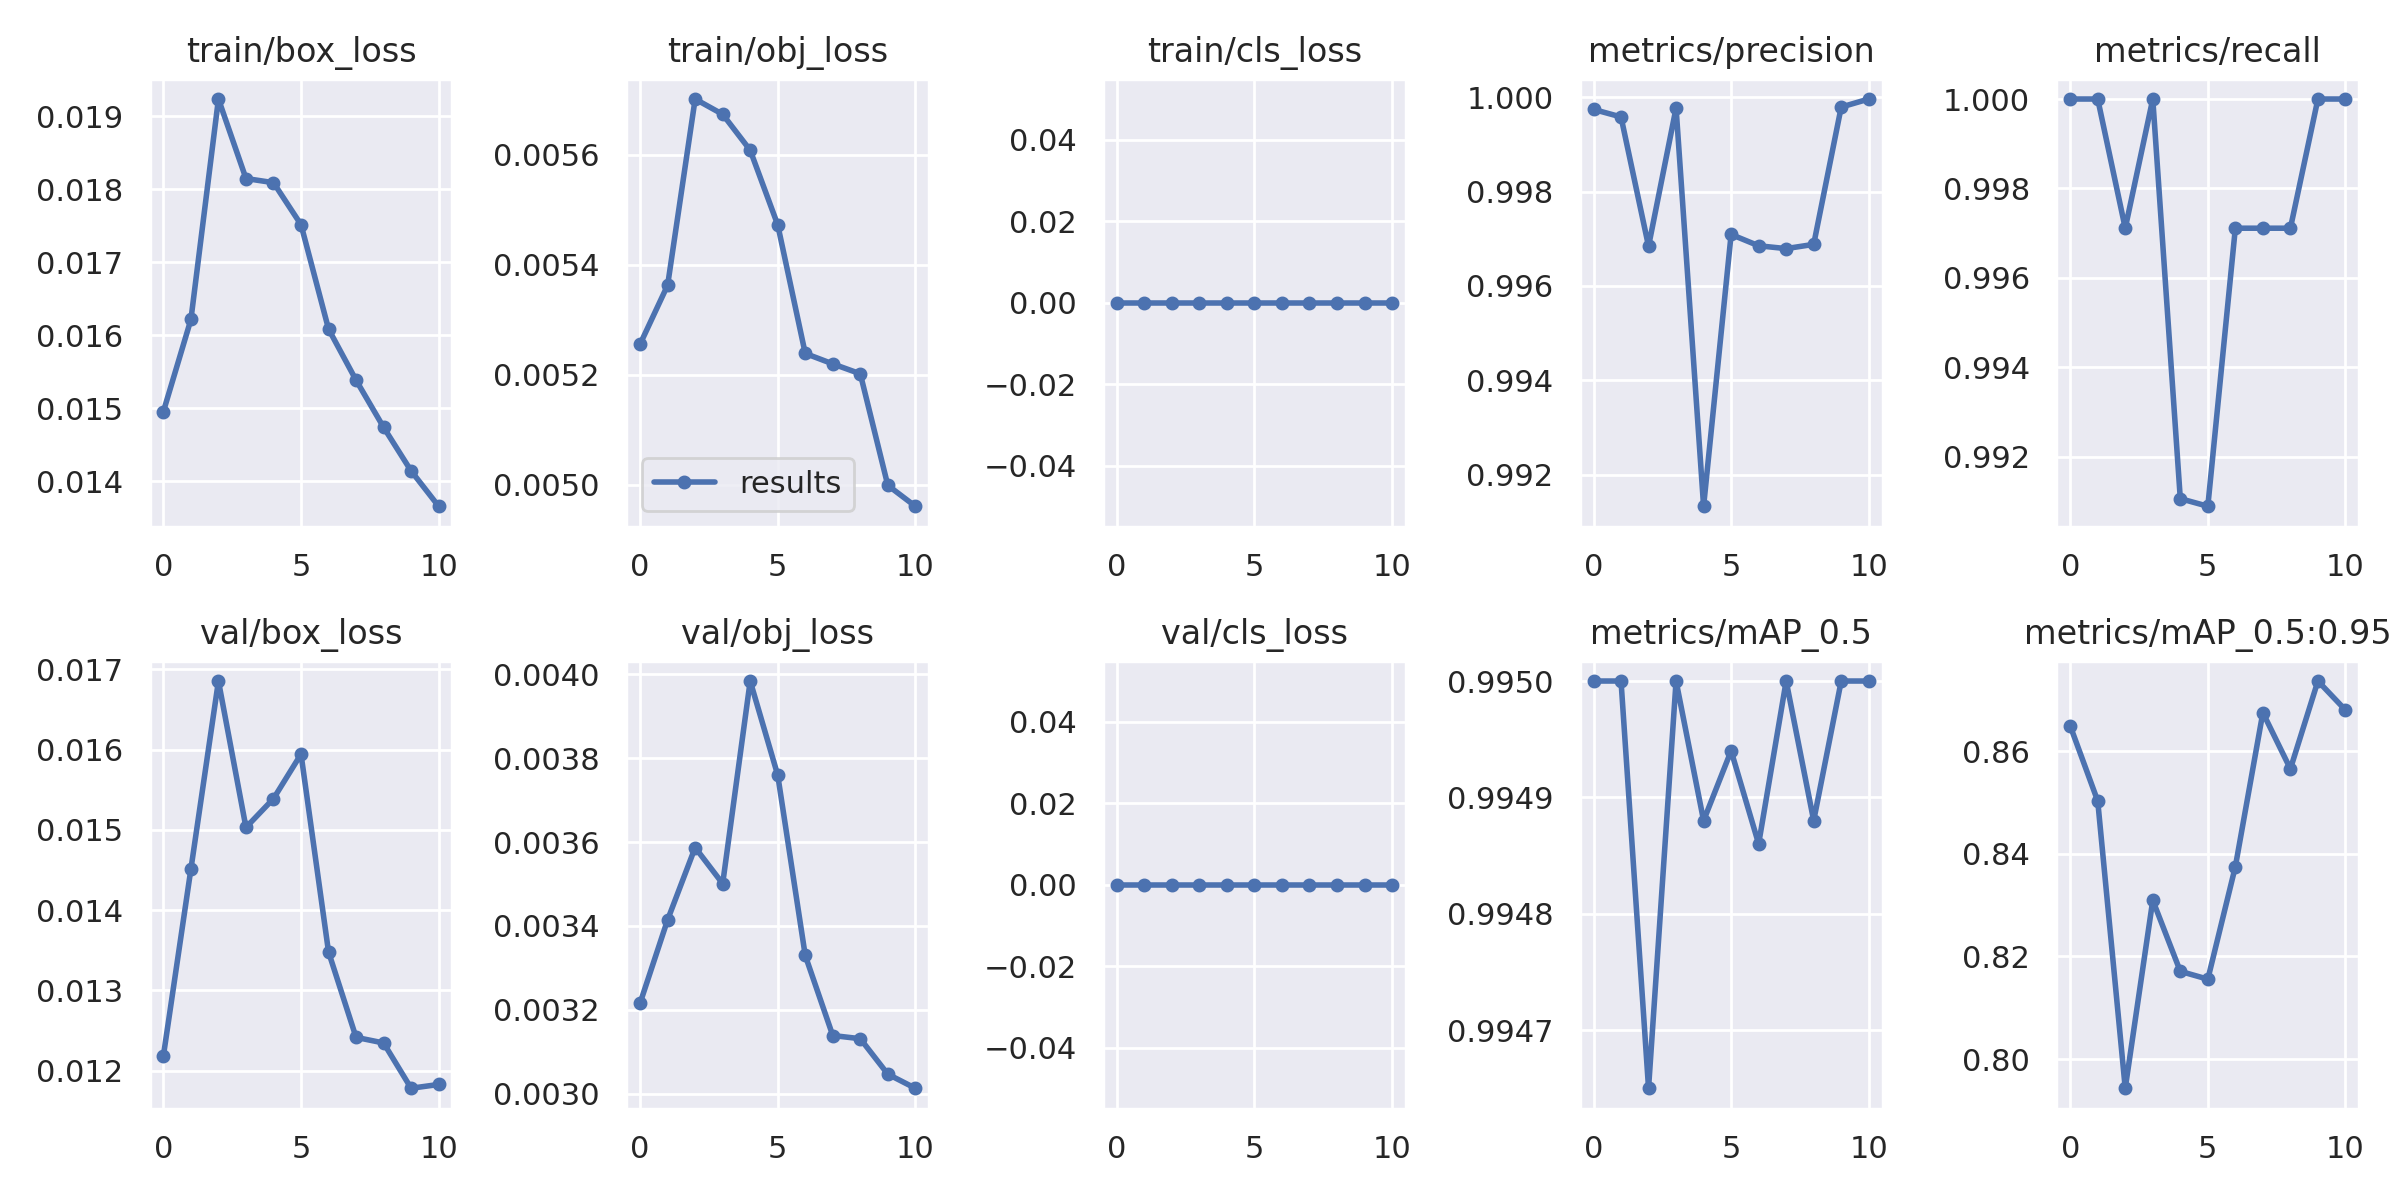 train/box_loss
train/obj_loss
train/cls_loss
metrics/precision
metrics/recall
0.019
0.018
0.017
0.016
0.015
0.014
0 5 10
0.0056
0.0054
0.0052
0.0050
results
0 5 10
0.04
0.02
0.00
−0.02
−0.04
0 5 10
1.000
0.998
0.996
0.994
0.992
0 5 10
1.000
0.998
0.996
0.994
0.992
0 5 10
val/box_loss
val/obj_loss
val/cls_loss
metrics/mAP_0.5
metrics/mAP_0.5:0.95
0.017
0.016
0.015
0.014
0.013
0.012
0 5 10
0.0040
0.0038
0.0036
0.0034
0.0032
0.0030
0 5 10
0.04
0.02
0.00
−0.02
−0.04
0 5 10
0.9950
0.9949
0.9948
0.9947
0 5 10
0.86
0.84
0.82
0.80
0 5 10